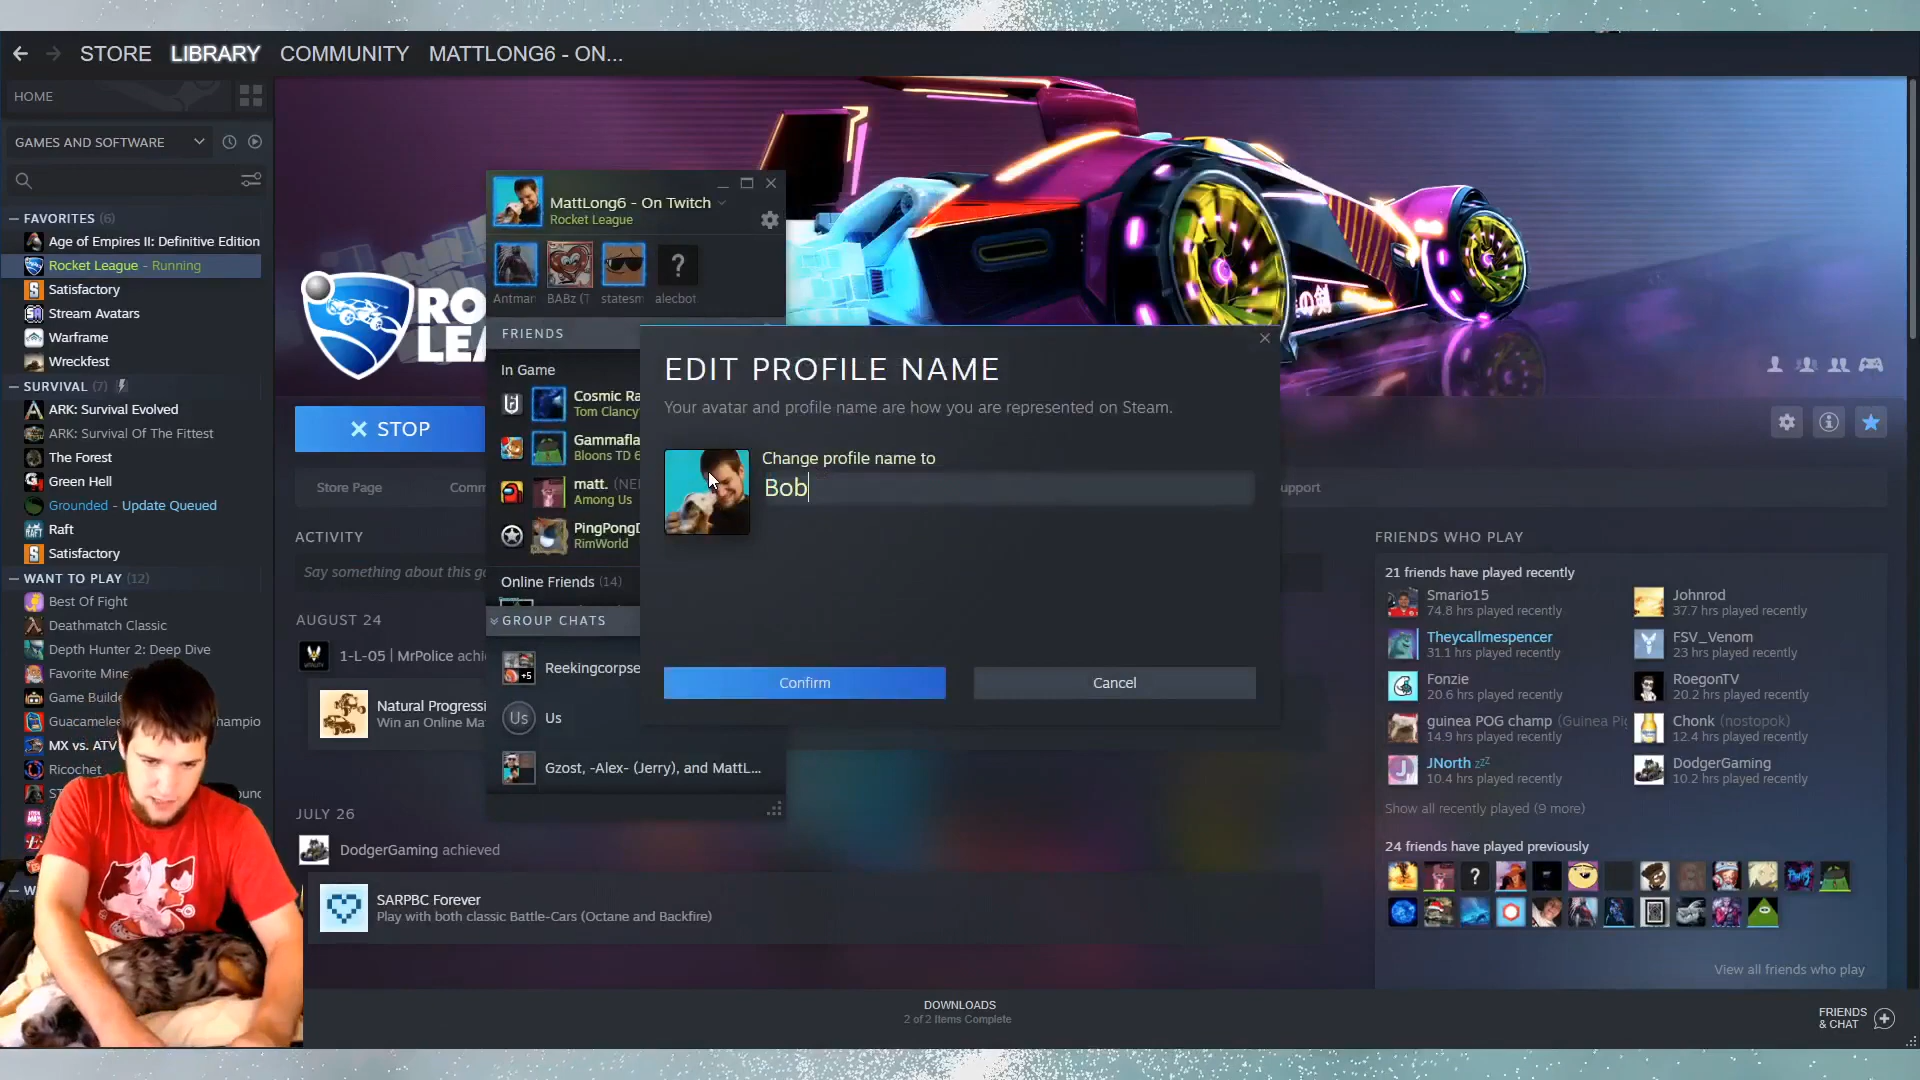 STORE LIBRARY COMMUNITY MATTLONG6 - ON...
HOME
GAMES AND SOFTWARE
FAVORITES (6)
Age of Empires II: Definitive Edition
Rocket League - Running
Satisfactory
Stream Avatars
Warframe
Wreckfest
SURVIVAL (7)
ARK: Survival Evolved
ARK: Survival Of The Fittest
The Forest
Green Hell
Grounded - Update Queued
Raft
Satisfactory
WANT TO PLAY (12)
Best Of Fight
Deathmatch Classic
Depth Hunter 2: Deep Dive
Favorite Mine
Game Builde
Guacamelee
MX vs. ATV
Ricochet
MattLong6 - On Twitch
Rocket League
Antmar BABz (T statesm alecbot
FRIENDS
In Game
Cosmic Ra
Tom Clancy
Gammafla
Bloons TD 6
matt. (NE
Among Us
PingPongD
RimWorld
Online Friends (14)
GROUP CHATS
+5
Reekingcorpse
Us Us
Gzost, -Alex- (Jerry), and MattL...
EDIT PROFILE NAME
Your avatar and profile name are how you are represented on Steam.
Change profile name to
Bob
Confirm Cancel
RO
LEA
STOP
Store Page Comm upport
ACTIVITY
Say something about this ga
AUGUST 24
1-L-05 | MrPolice achie
Natural Progressi
Win an Online Ma
JULY 26
DodgerGaming achieved
SARPBC Forever
Play with both classic Battle-Cars (Octane and Backfire)
FRIENDS WHO PLAY
21 friends have played recently
Smario15
74.8 hrs played recently
Johnrod
37.7 hrs played recently
Theycallmespencer
31.1 hrs played recently
FSV_Venom
23 hrs played recently
Fonzie
20.6 hrs played recently
RoegonTV
20.2 hrs played recently
guinea POG champ (Guinea Pig
14.9 hrs played recently
Chonk (nostopok)
12.4 hrs played recently
JNorth zzZ
10.4 hrs played recently
DodgerGaming
10.2 hrs played recently
Show all recently played (9 more)
24 friends have played previously
View all friends who play
DOWNLOADS
2 of 2 Items Complete
FRIENDS
& CHAT